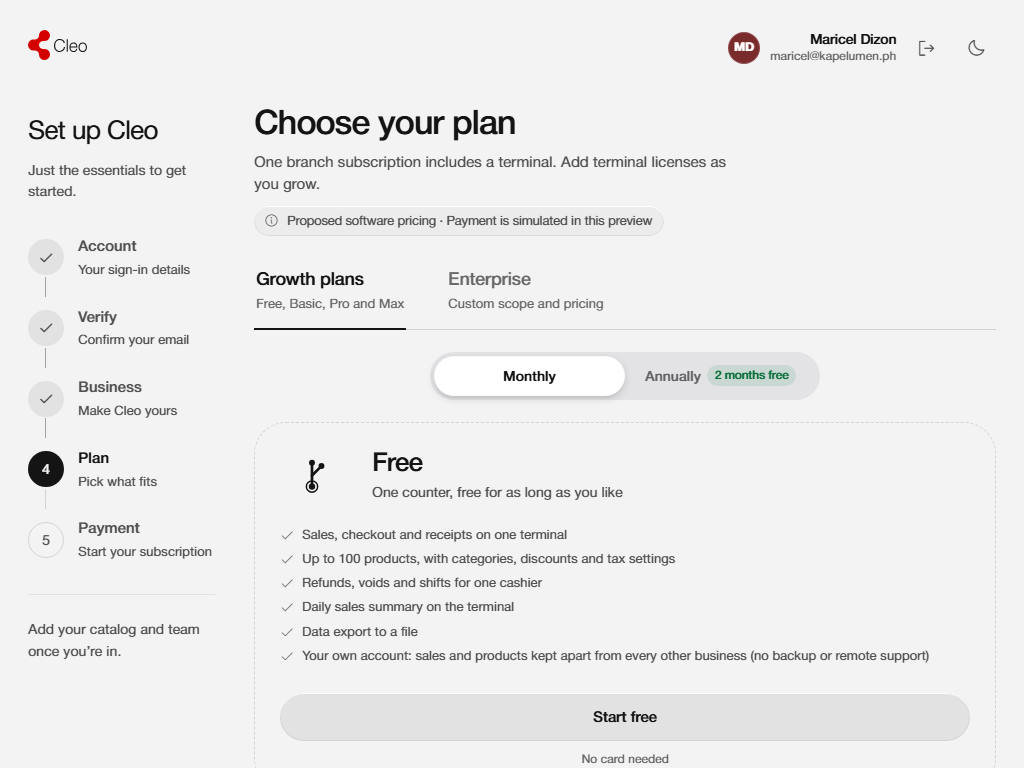 Cleo
MD
Maricel Dizon
maricel@kapelumen.ph
Set up Cleo
Just the essentials to get
started.
Account
Your sign-in details
Verify
Confirm your email
Business
Make Cleo yours
4
Plan
Pick what fits
5
Payment
Start your subscription
Add your catalog and team
once you’re in.
Choose your plan
One branch subscription includes a terminal. Add terminal licenses as
you grow.
Proposed software pricing · Payment is simulated in this preview
Growth plans
Free, Basic, Pro and Max
Enterprise
Custom scope and pricing
Monthly
Annually
2 months free
Free
One counter, free for as long as you like
Sales, checkout and receipts on one terminal
Up to 100 products, with categories, discounts and tax settings
Refunds, voids and shifts for one cashier
Daily sales summary on the terminal
Data export to a file
Your own account: sales and products kept apart from every other business (no backup or remote support)
Start free
No card needed